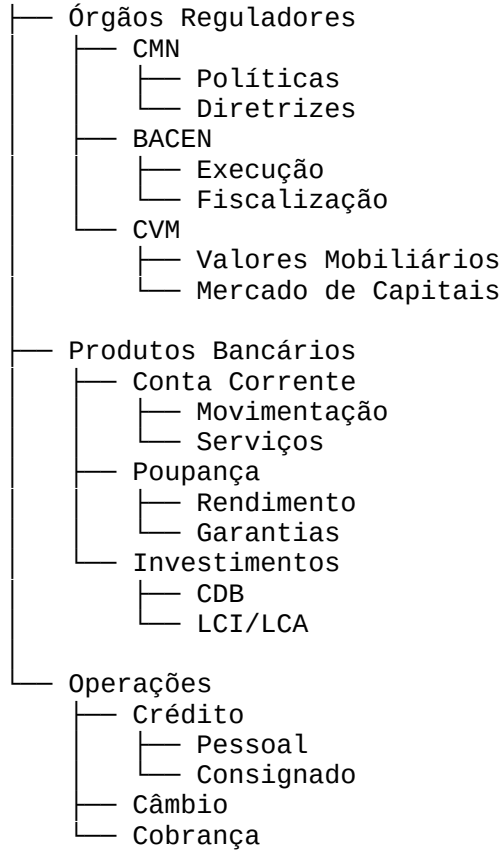 Órgãos Reguladores
CMN
Políticas
Diretrizes
BACEN
Execução
Fiscalização
CVM
Valores Mobiliários
Mercado de Capitais
Produtos Bancários
Conta Corrente
Movimentação
Serviços
Poupança
Rendimento
Garantias
Investimentos
CDB
LCI/LCA
Operações
Crédito
Pessoal
Consignado
Câmbio
Cobrança